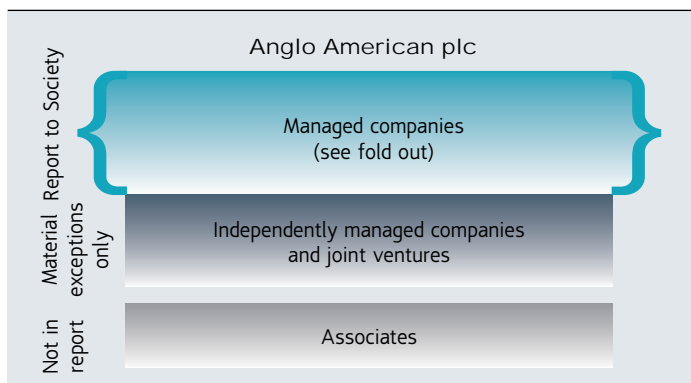 Anglo American plc
Report to Society
Managed companies
(see fold out)
Material
exceptions
only
Independently managed companies
and joint ventures
Not in
report
Associates